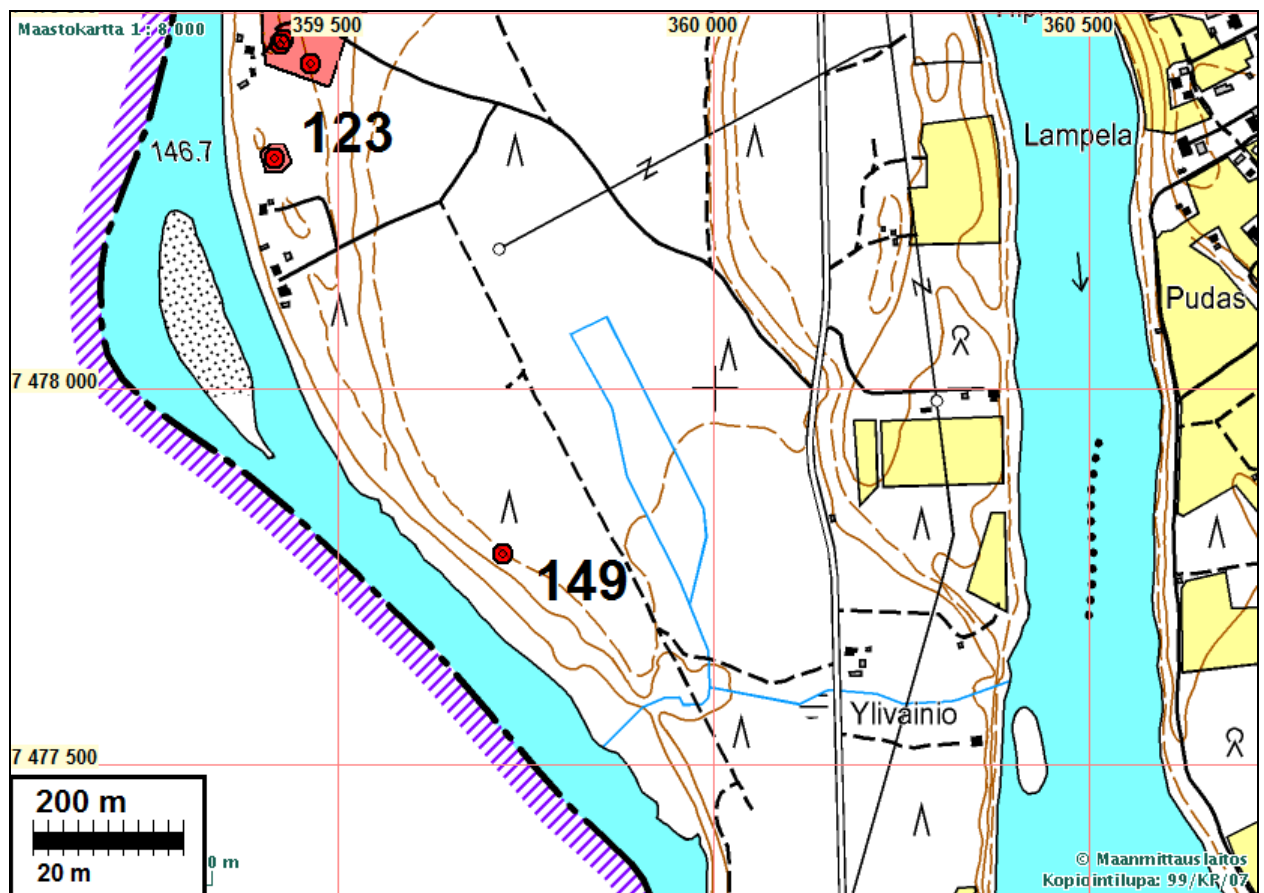 Maastokartta 1 : 8 000
359 500
360 000
360 500
123
146.7
Lampela
Z
Z
Pudas
7 478 000
149
Ylivainio
7 477 500
200 m
20 m
0 m
© Maanmittauslaitos
Kopiointilupa: 99/KP/07